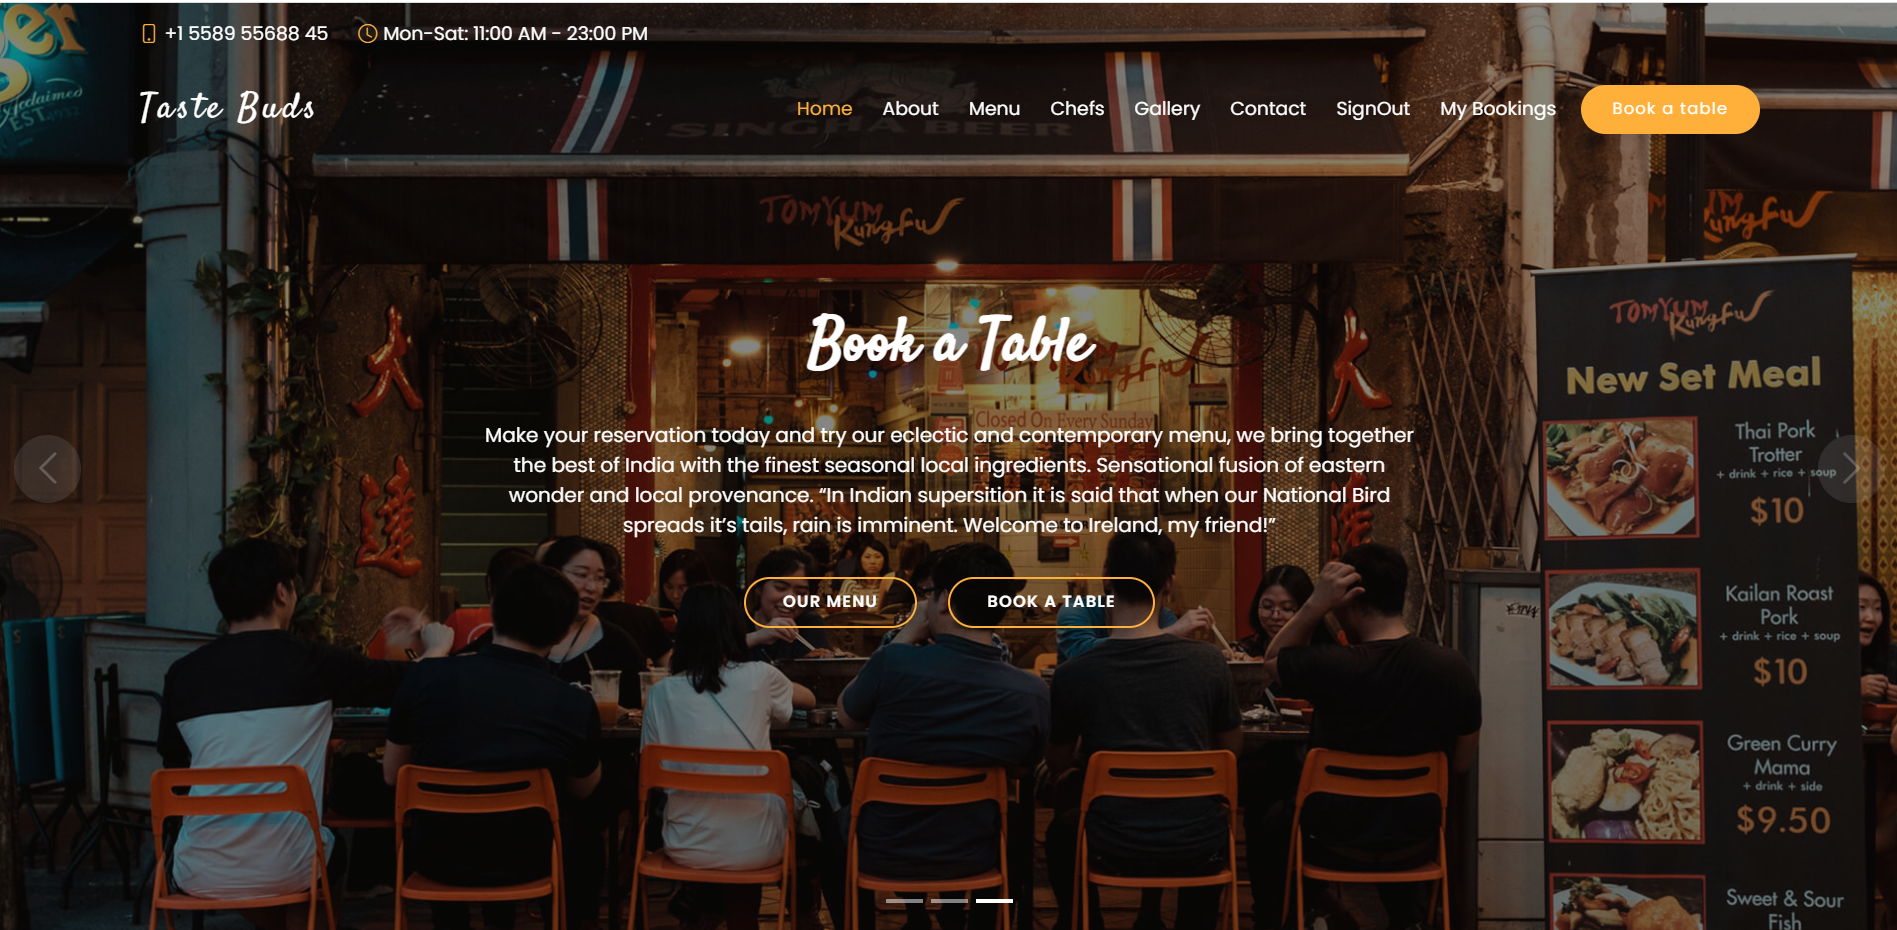 +1 5589 55688 45
Mon-Sat: 11:00 AM - 23:00 PM
Taste Buds
Home
About
Menu
Chefs
Gallery
Contact
SignOut
My Bookings
Book a table
SINGHA BEER
TOMYUM
KungFu
Book a Table
Closed On Every Sunday
Make your reservation today and try our eclectic and contemporary menu, we bring together
the best of India with the finest seasonal local ingredients. Sensational fusion of eastern
wonder and local provenance. “In Indian supersition it is said that when our National Bird
spreads it’s tails, rain is imminent. Welcome to Ireland, my friend!”
OUR MENU
BOOK A TABLE
TOMYUM
KungFu
New Set Meal
Thai Pork
Trotter
+ drink + rice + soup
$10
Kailan Roast
Pork
+ drink + rice + soup
$10
Green Curry
Mama
+ drink + side
$9.50
Sweet & Sour
Fish